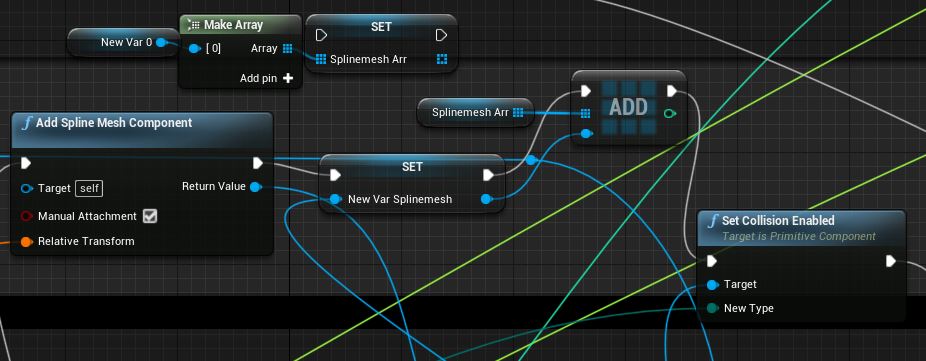 Make Array
SET
New Var 0
[ 0]
Array
Splinemesh Arr
Add pin
Splinemesh Arr
ADD
f Add Spline Mesh Component
SET
Target self
Return Value
New Var Splinemesh
Manual Attachment
Relative Transform
f Set Collision Enabled
Target is Primitive Component
Target
New Type